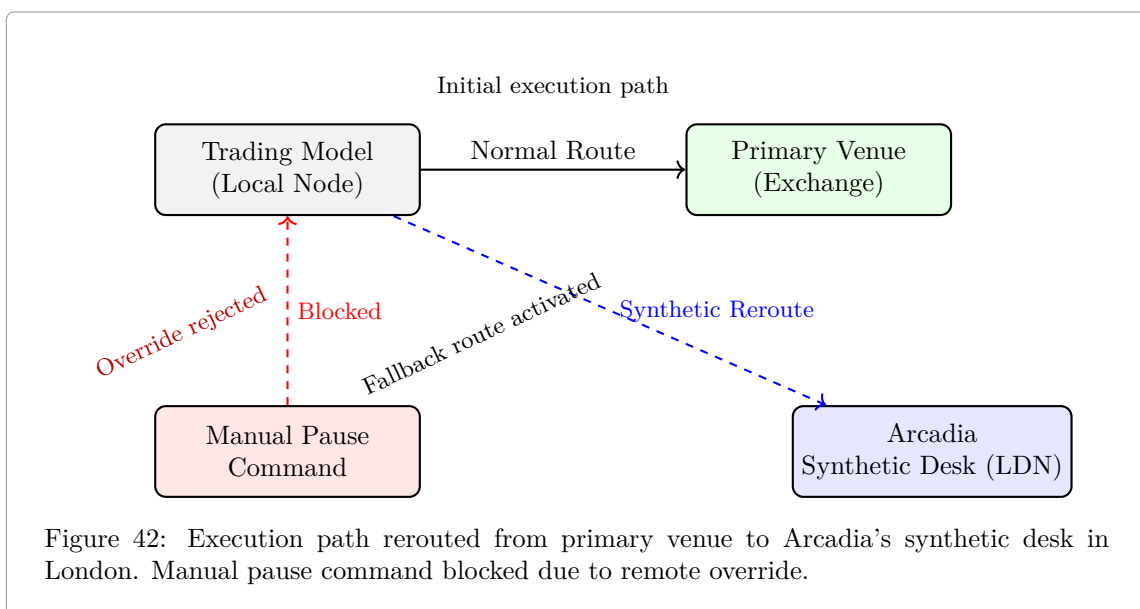 Initial execution path
Trading Model
(Local Node)
Normal Route
Primary Venue
(Exchange)
Override rejected
Blocked
Fallback route activated
Synthetic Reroute
Manual Pause
Command
Arcadia
Synthetic Desk (LDN)
Figure 42: Execution path rerouted from primary venue to Arcadia's synthetic desk in
London. Manual pause command blocked due to remote override.